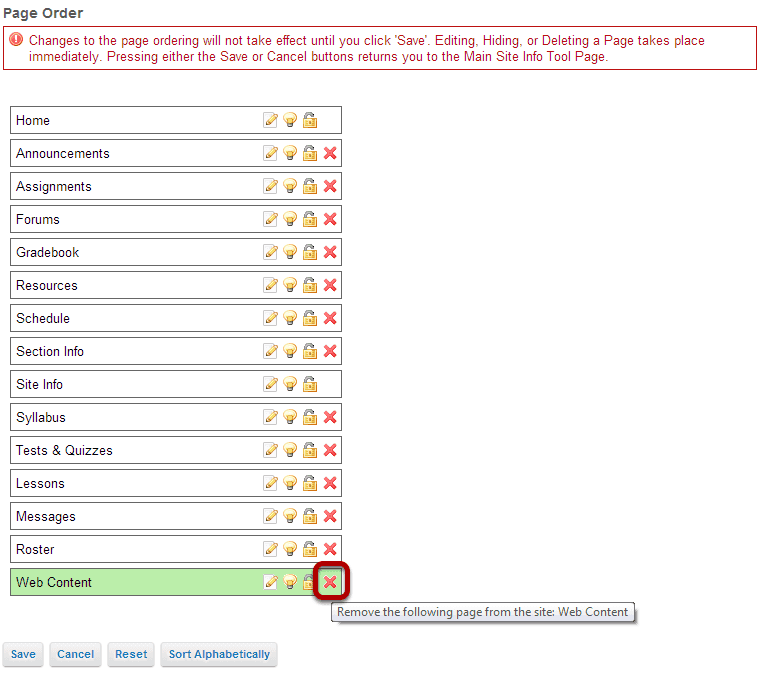 Page Order
Changes to the page ordering will not take effect until you click 'Save'. Editing, Hiding, or Deleting a Page takes place
immediately. Pressing either the Save or Cancel buttons returns you to the Main Site Info Tool Page.
Home
Announcements
Assignments
Forums
Gradebook
Resources
Schedule
Section Info
Site Info
Syllabus
Tests & Quizzes
Lessons
Messages
Roster
Web Content
Remove the following page from the site: Web Content
Save Cancel Reset Sort Alphabetically